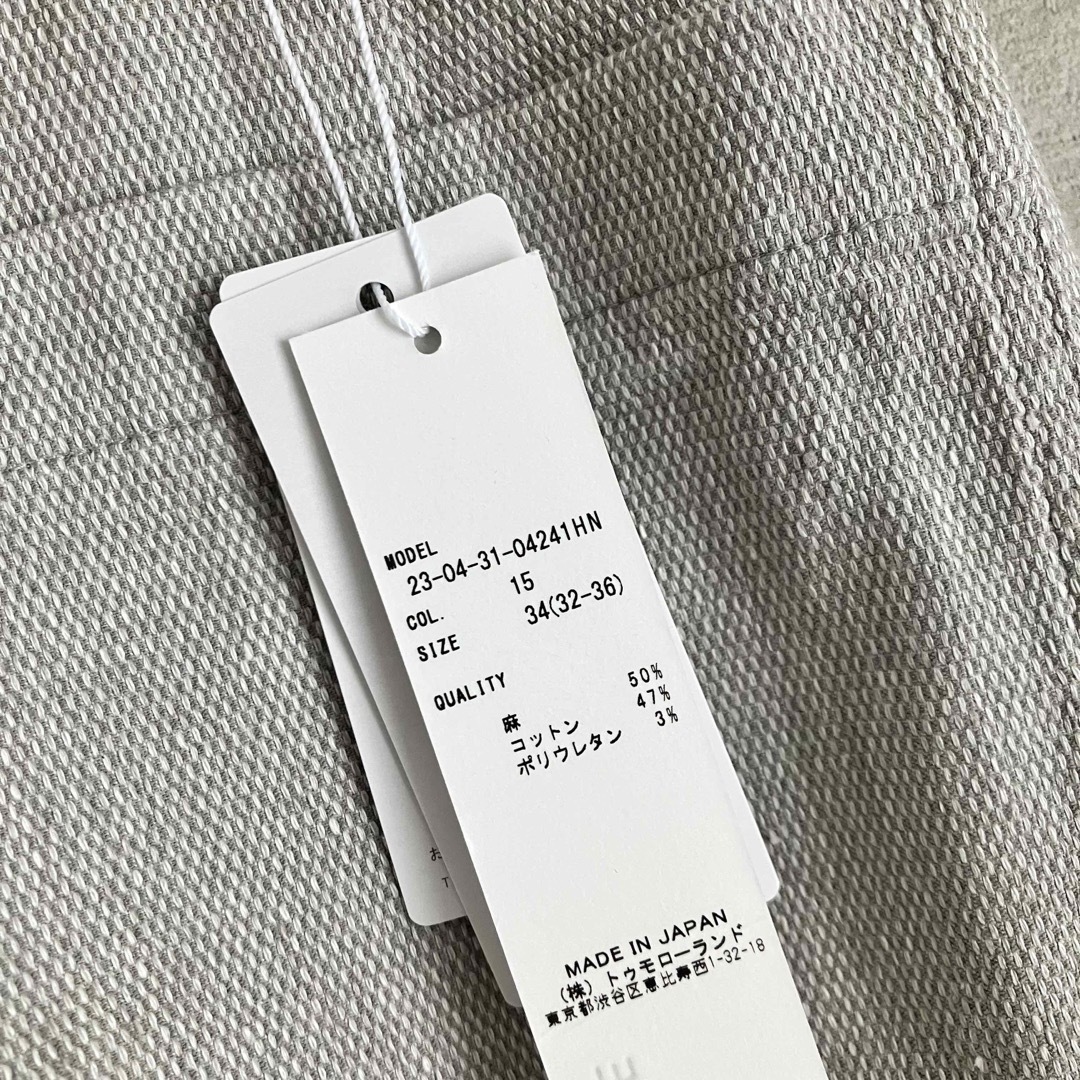 MODEL
23-04-31-04241HN
COL. 15
SIZE 34(32-36)
QUALITY
麻 50%
コットン 47%
ポリウレタン 3%
MADE IN JAPAN
(株) トゥモローランド
東京都渋谷区恵比寿西1-32-18
お
T